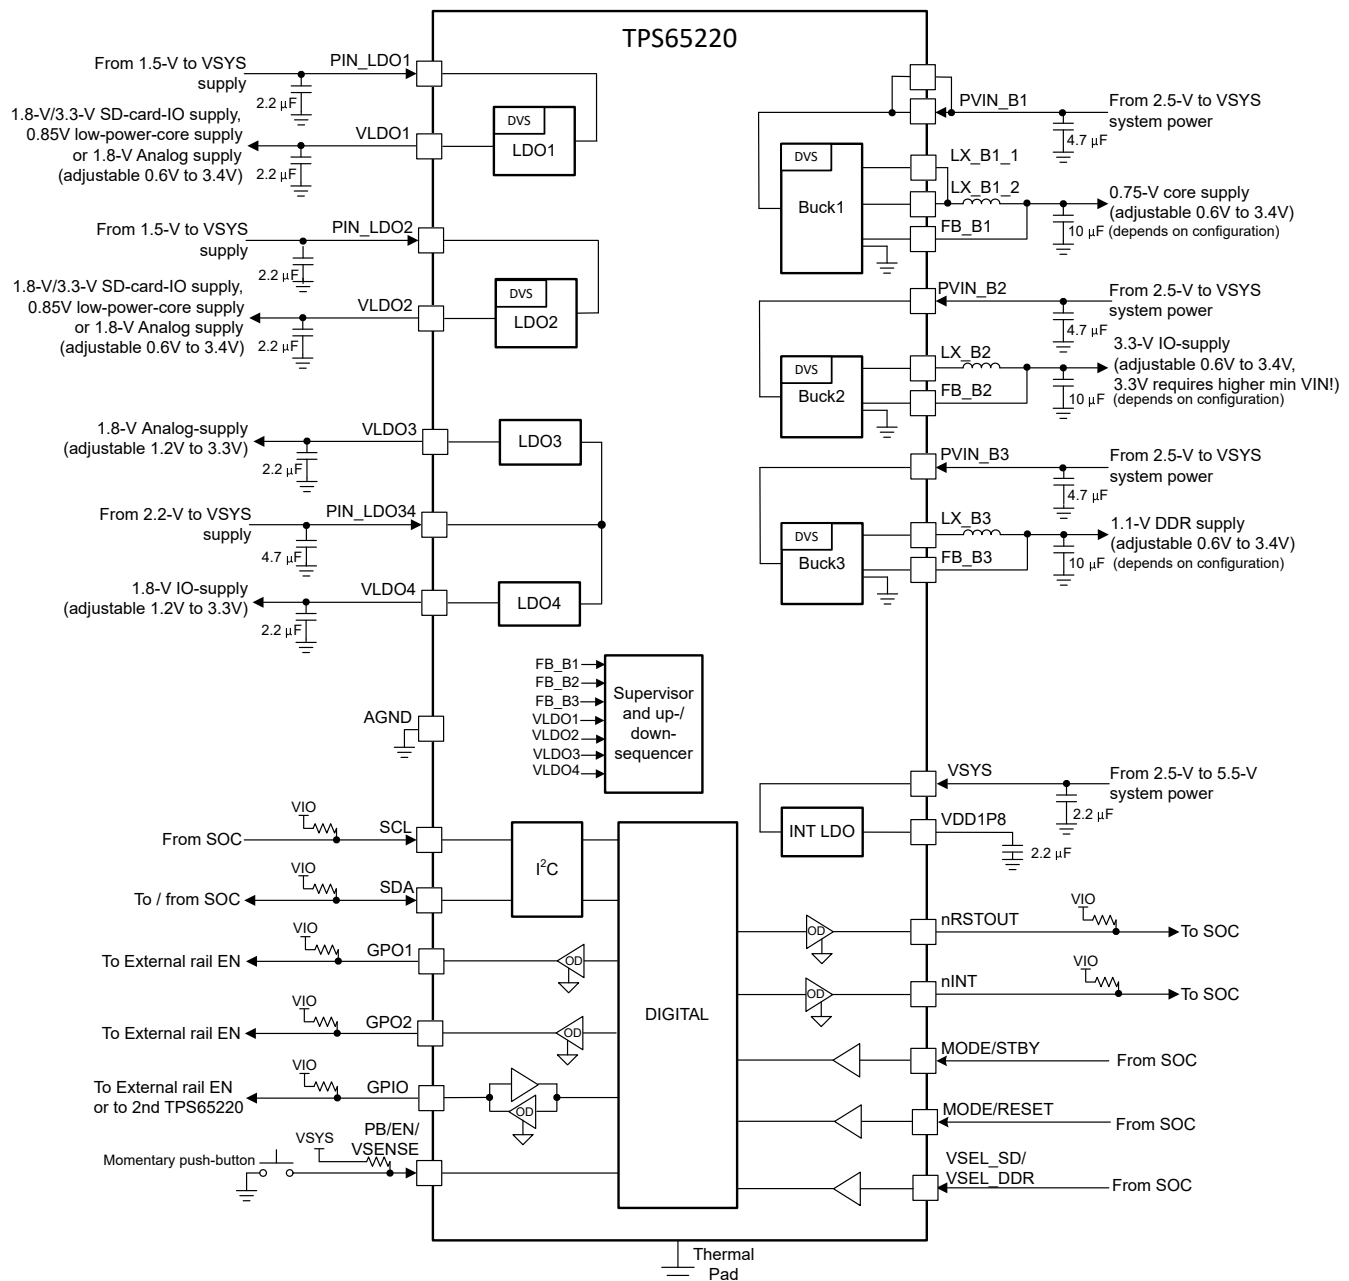 TPS65220
From 1.5-V to VSYS
supply
PIN_LDO1
2.2 µF
1.8-V/3.3-V SD-card-IO supply,
0.85V low-power-core supply
or 1.8-V Analog supply
(adjustable 0.6V to 3.4V)
VLDO1
2.2 µF
DVS
LDO1
From 1.5-V to VSYS
supply
PIN_LDO2
2.2 µF
1.8-V/3.3-V SD-card-IO supply,
0.85V low-power-core supply
or 1.8-V Analog supply
(adjustable 0.6V to 3.4V)
VLDO2
2.2 µF
DVS
LDO2
1.8-V Analog-supply
(adjustable 1.2V to 3.3V)
VLDO3
2.2 µF
LDO3
From 2.2-V to VSYS
supply
PIN_LDO34
4.7 µF
1.8-V IO-supply
(adjustable 1.2V to 3.3V)
VLDO4
2.2 µF
LDO4
PVIN_B1
From 2.5-V to VSYS
system power
4.7 µF
DVS
Buck1
LX_B1_1
LX_B1_2
FB_B1
0.75-V core supply
(adjustable 0.6V to 3.4V)
(depends on configuration)
10 µF
PVIN_B2
From 2.5-V to VSYS
system power
4.7 µF
DVS
Buck2
LX_B2
FB_B2
3.3-V IO-supply
(adjustable 0.6V to 3.4V,
3.3V requires higher min VIN!)
(depends on configuration)
10 µF
PVIN_B3
From 2.5-V to VSYS
system power
4.7 µF
DVS
Buck3
LX_B3
FB_B3
1.1-V DDR supply
(adjustable 0.6V to 3.4V)
(depends on configuration)
10 µF
FB_B1
FB_B2
FB_B3
VLDO1
VLDO2
VLDO3
VLDO4
Supervisor
and up-/
down-
sequencer
AGND
VSYS
From 2.5-V to 5.5-V
system power
2.2 µF
INT LDO
VDD1P8
2.2 µF
From SOC
VIO
SCL
I2C
To / from SOC
VIO
SDA
To External rail EN
VIO
GPO1
OD
To External rail EN
VIO
GPO2
OD
To External rail EN
or to 2nd TPS65220
VIO
GPIO
OD
Momentary push-button
VSYS
PB/EN/
VSENSE
DIGITAL
OD
nRSTOUT
VIO
To SOC
OD
nINT
VIO
To SOC
MODE/STBY
From SOC
MODE/RESET
From SOC
VSEL_SD/
VSEL_DDR
From SOC
Thermal
Pad